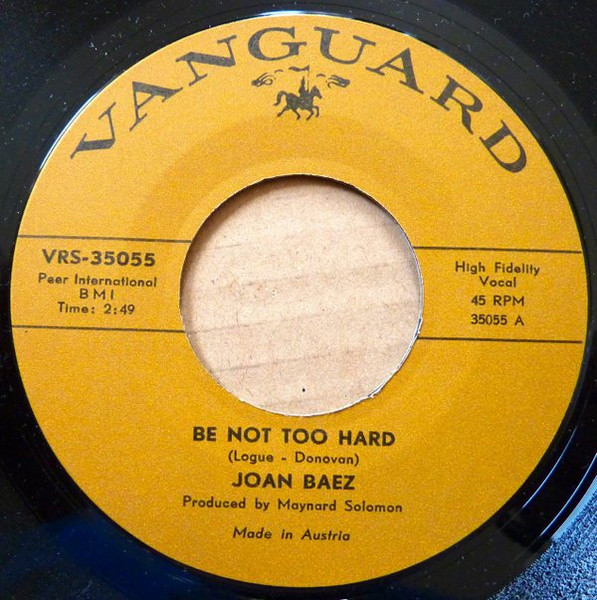 VANGUARD
VRS-35055
Peer International
BMI
Time: 2:49
High Fidelity
Vocal
45 RPM
35055 A
BE NOT TOO HARD
(Logue - Donovan)
JOAN BAEZ
Produced by Maynard Solomon
Made in Austria